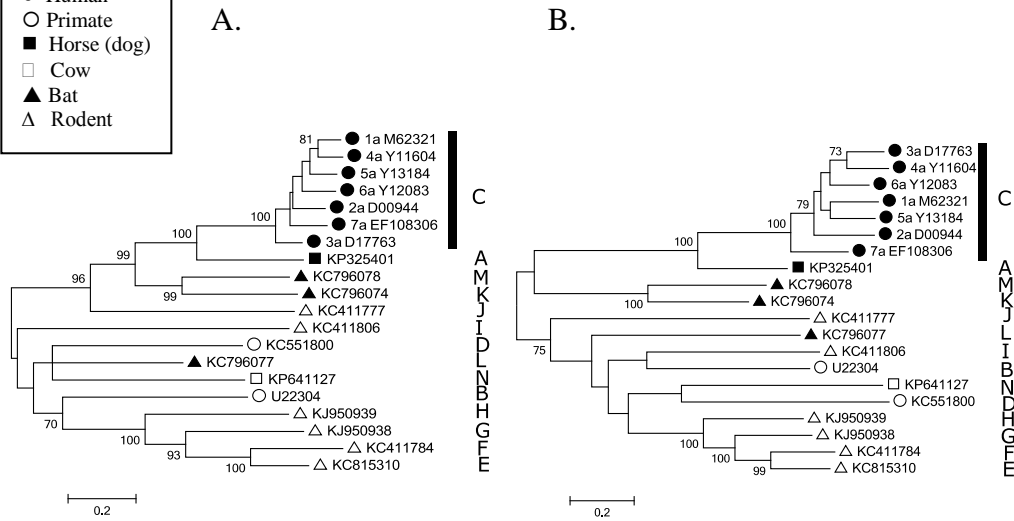 Human
Primate
Horse (dog)
Cow
Bat
Rodent
A.
81
1a M62321
4a Y11604
5a Y13184
6a Y12083
2a D00944
100
7a EF108306
3a D17763
C
100
KP325401
A
99
KC796078
M
96
99
KC796074
K
KC411777
J
KC411806
I
KC551800
D
KC796077
L
KP641127
N
U22304
B
70
KJ950939
H
100
KJ950938
G
93
KC411784
F
100
KC815310
E
0.2
B.
73
3a D17763
4a Y11604
6a Y12083
79
1a M62321
5a Y13184
100
2a D00944
7a EF108306
C
100
KP325401
A
KC796078
M
100
KC796074
K
KC411777
J
75
KC796077
L
KC411806
I
U22304
B
KP641127
N
KC551800
D
KJ950939
H
100
KJ950938
G
100
KC411784
F
99
KC815310
E
0.2